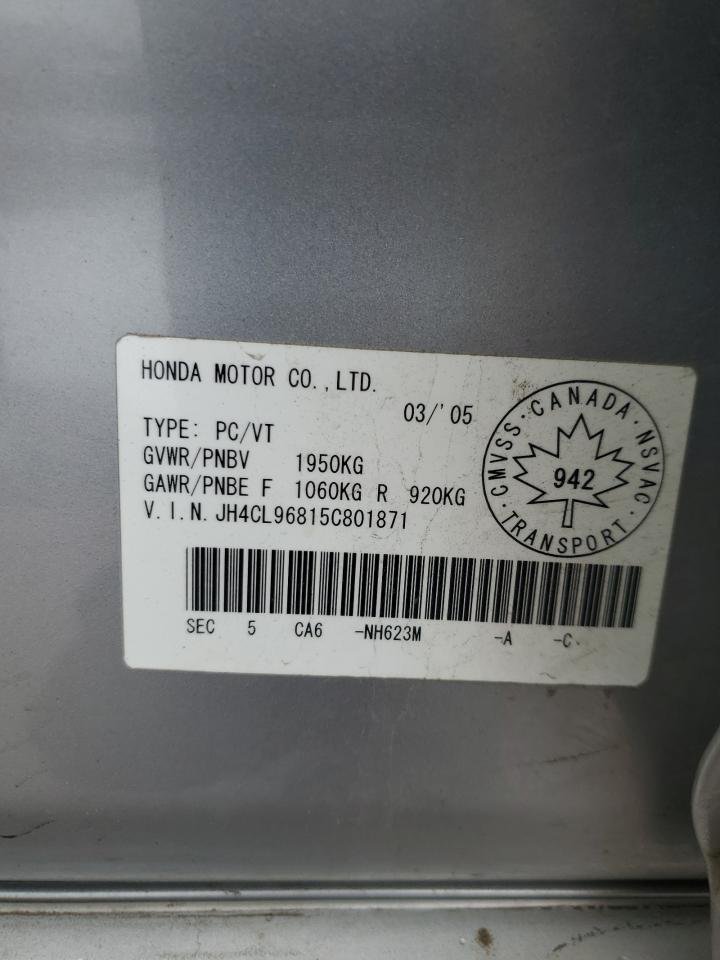 HONDA MOTOR CO.,LTD.
03/'05
TYPE: PC/VT
GVWR/PNBV 1950KG
GAWR/PNBE F 1060KG R 920KG
V.I.N. JH4CL96815C801871
CMVSS · CANADA · NSVAC · TRANSPORT ·
942
SEC 5 CA6 -NH623M -A -C